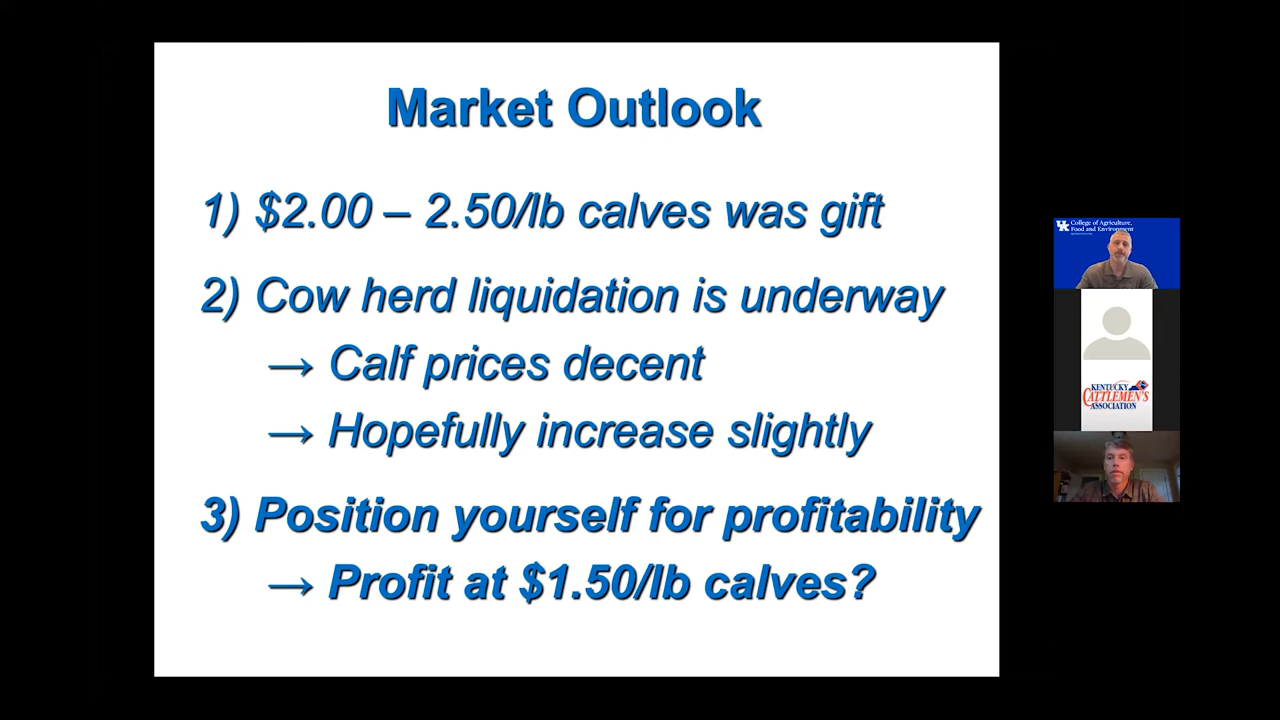 Market Outlook
1) $2.00 – 2.50/lb calves was gift
2) Cow herd liquidation is underway
→ Calf prices decent
→ Hopefully increase slightly
3) Position yourself for profitability
→ Profit at $1.50/lb calves?
UK College of Agriculture,
Food and Environment
KENTUCKY
CATTLEMEN'S
ASSOCIATION